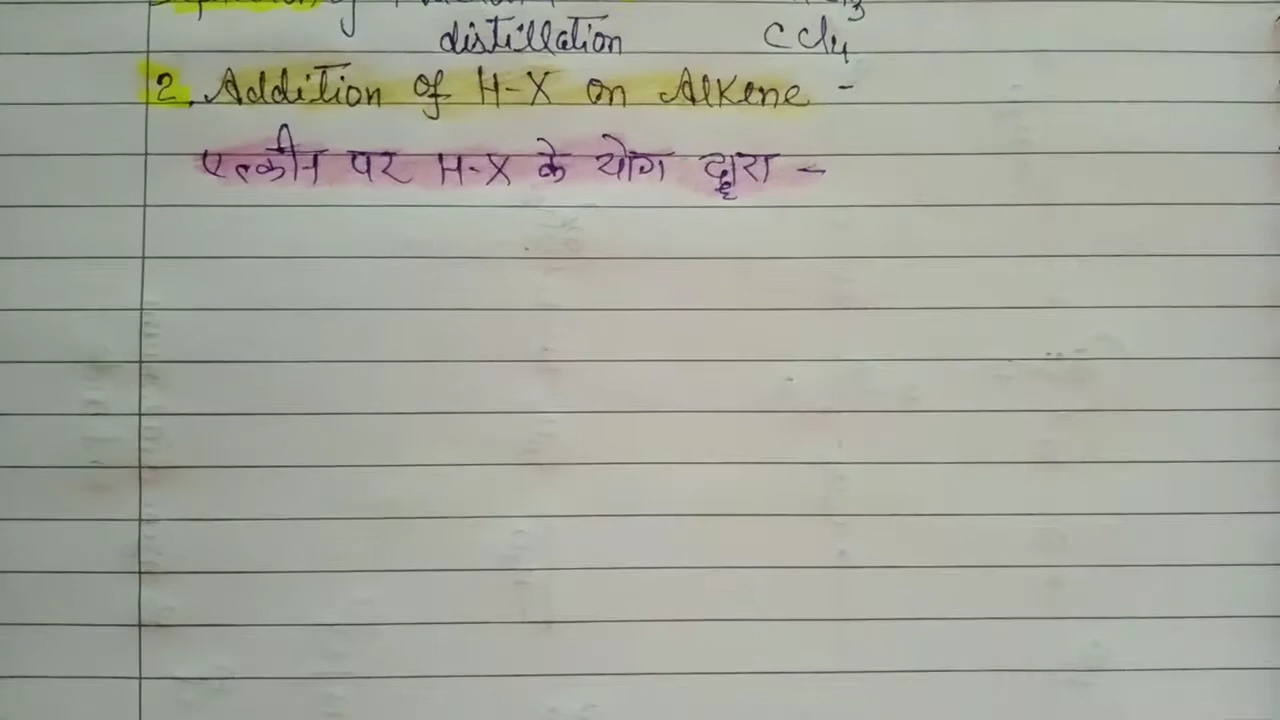 distillation CCl4
2. Addition of H-X on Alkene -
एल्कीन पर H-X के योग द्वारा -